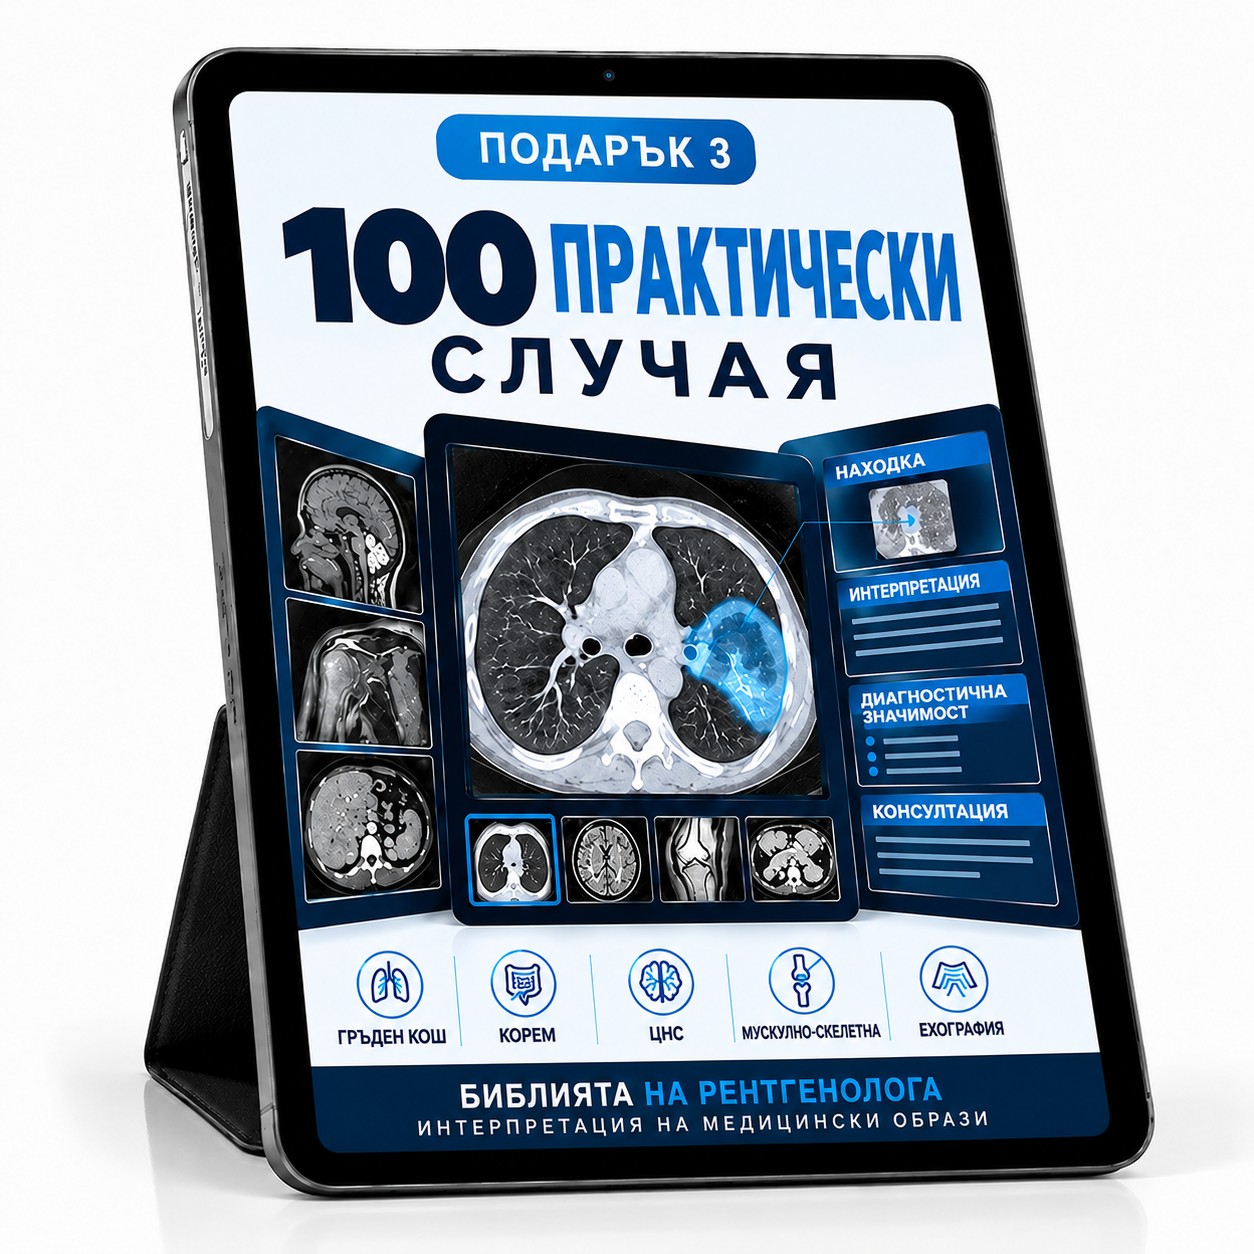 ПОДАРЪК 3
100 ПРАКТИЧЕСКИ
СЛУЧАЯ
НАХОДКА
ИНТЕРПРЕТАЦИЯ
ДИАГНОСТИЧНА
ЗНАЧИМОСТ
КОНСУЛТАЦИЯ
ГРЪДЕН КОШ
КОРЕМ
ЦНС
МУСКУЛНО-СКЕЛЕТНА
ЕХОГРАФИЯ
БИБЛИЯТА НА РЕНТГЕНОЛОГА
ИНТЕРПРЕТАЦИЯ НА МЕДИЦИНСКИ ОБРАЗИ